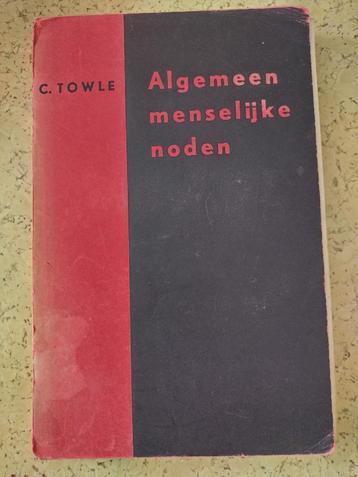 C. TOWLE
Algemeen
menselijke
noden